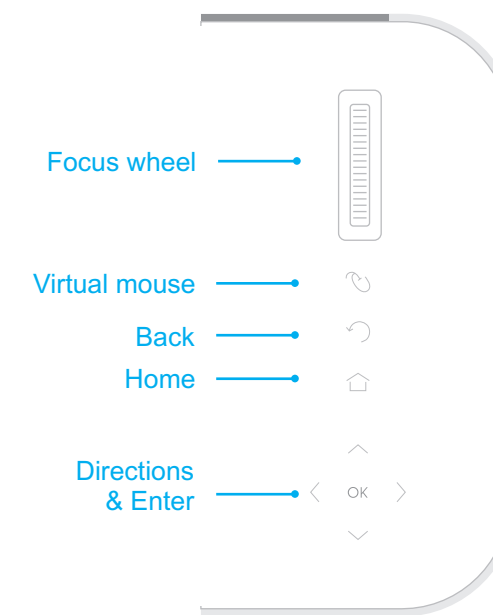 Focus wheel
Virtual mouse
Back
Home
Directions
& Enter
OK